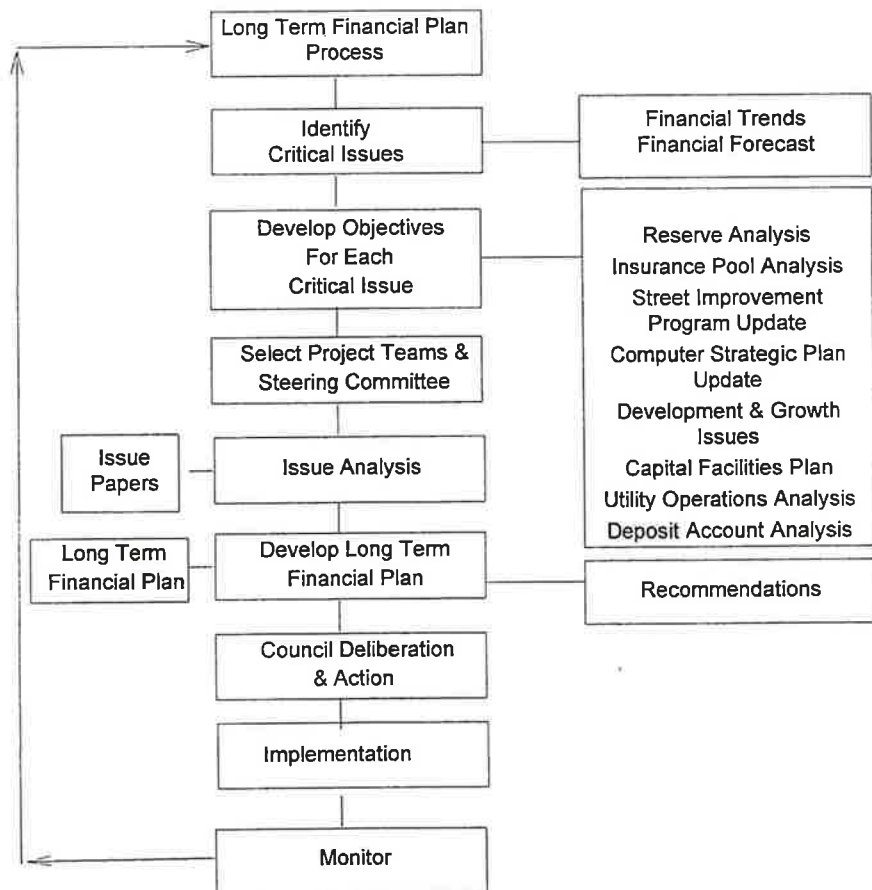 Long Term Financial Plan
Process
Identify
Critical Issues
Financial Trends
Financial Forecast
Develop Objectives
For Each
Critical Issue
Reserve Analysis
Insurance Pool Analysis
Street Improvement
Program Update
Computer Strategic Plan
Update
Development & Growth
Issues
Capital Facilities Plan
Utility Operations Analysis
Deposit Account Analysis
Select Project Teams &
Steering Committee
Issue
Papers
Issue Analysis
Long Term
Financial Plan
Develop Long Term
Financial Plan
Recommendations
Council Deliberation
& Action
Implementation
Monitor